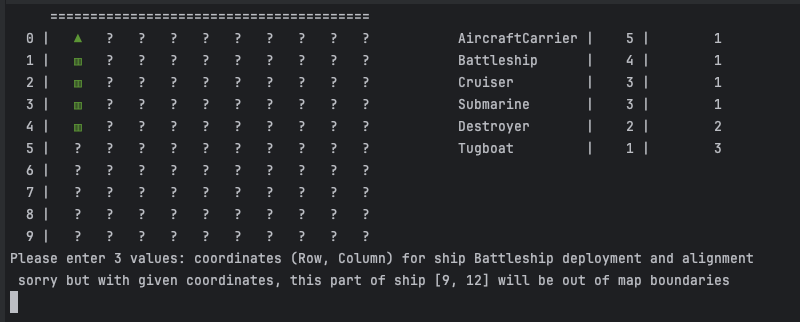 ========================================
0 | ▲ ? ? ? ? ? ? ? ? ? AircraftCarrier | 5 | 1
1 | ▥ ? ? ? ? ? ? ? ? ? Battleship | 4 | 1
2 | ▥ ? ? ? ? ? ? ? ? ? Cruiser | 3 | 1
3 | ▥ ? ? ? ? ? ? ? ? ? Submarine | 3 | 1
4 | ▥ ? ? ? ? ? ? ? ? ? Destroyer | 2 | 2
5 | ? ? ? ? ? ? ? ? ? ? Tugboat | 1 | 3
6 | ? ? ? ? ? ? ? ? ? ?
7 | ? ? ? ? ? ? ? ? ? ?
8 | ? ? ? ? ? ? ? ? ? ?
9 | ? ? ? ? ? ? ? ? ? ?
Please enter 3 values: coordinates (Row, Column) for ship Battleship deployment and alignment
sorry but with given coordinates, this part of ship [9, 12] will be out of map boundaries